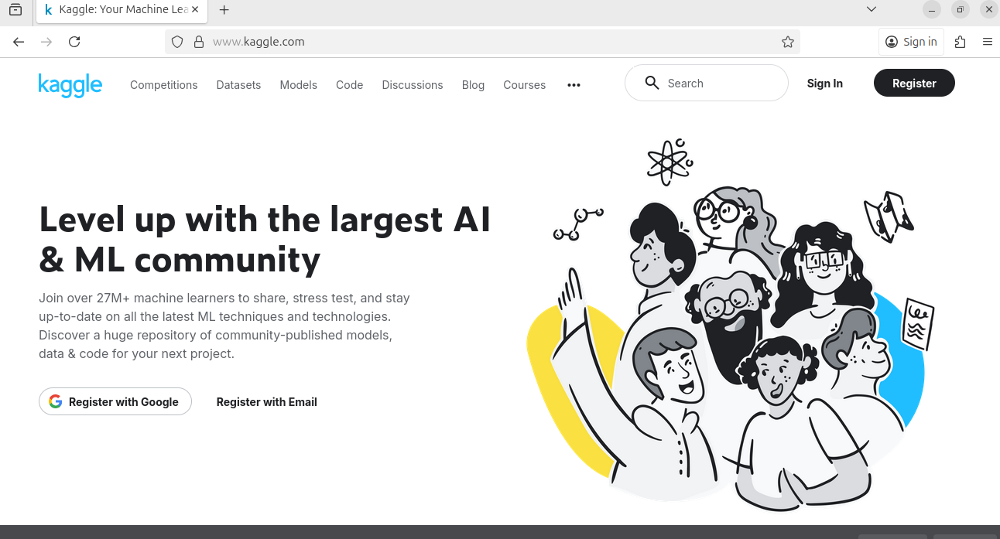 Kaggle: Your Machine Lea
www.kaggle.com
Sign in
kaggle
Competitions
Datasets
Models
Code
Discussions
Blog
Courses
Search
Sign In
Register
Level up with the largest AI
& ML community
Join over 27M+ machine learners to share, stress test, and stay
up-to-date on all the latest ML techniques and technologies.
Discover a huge repository of community-published models,
data & code for your next project.
Register with Google
Register with Email